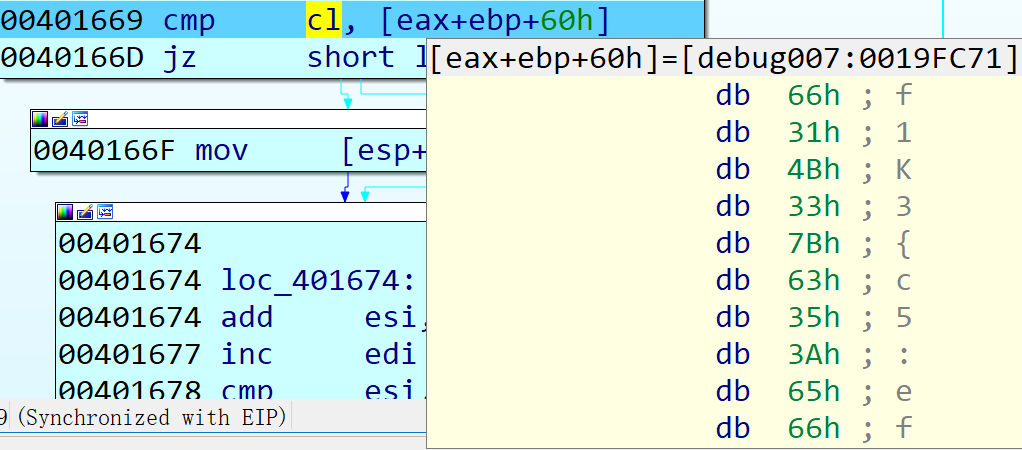 00401669 cmp cl, [eax+ebp+60h]
0040166D jz short l
[eax+ebp+60h]=[debug007:0019FC71]
db 66h ; f
db 31h ; 1
db 4Bh ; K
db 33h ; 3
db 7Bh ; {
db 63h ; c
db 35h ; 5
db 3Ah ; :
db 65h ; e
db 66h ; f
0040166F mov [esp+
00401674
00401674 loc_401674:
00401674 add esi,
00401677 inc edi
00401678 cmp esi,
9 (Synchronized with EIP)